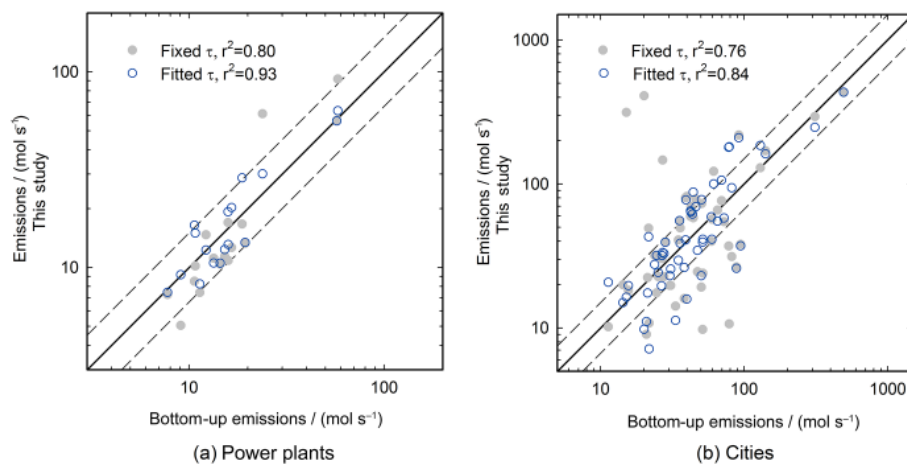 Fixed τ, r²=0.80
Fitted τ, r²=0.93
100
10
Emissions / (mol s⁻¹)
This study
10
100
Bottom-up emissions / (mol s⁻¹)
(a) Power plants
Fixed τ, r²=0.76
Fitted τ, r²=0.84
1000
100
10
Emissions / (mol s⁻¹)
This study
10
100
1000
Bottom-up emissions / (mol s⁻¹)
(b) Cities